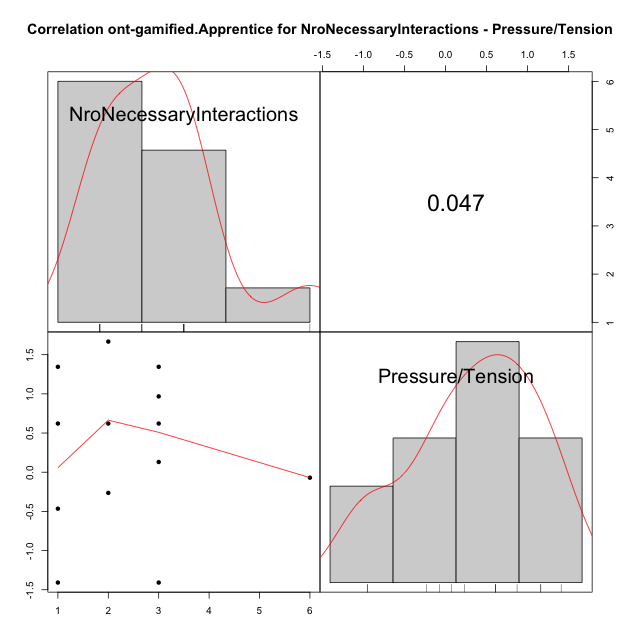 Correlation ont-gamified.Apprentice for NroNecessaryInteractions - Pressure/Tension
-1.5 -1.0 -0.5 0.0 0.5 1.0 1.5
NroNecessaryInteractions
0.047
6
5
4
3
2
1
Pressure/Tension
1.5
1.0
0.5
0.0
-0.5
-1.0
-1.5
1 2 3 4 5 6